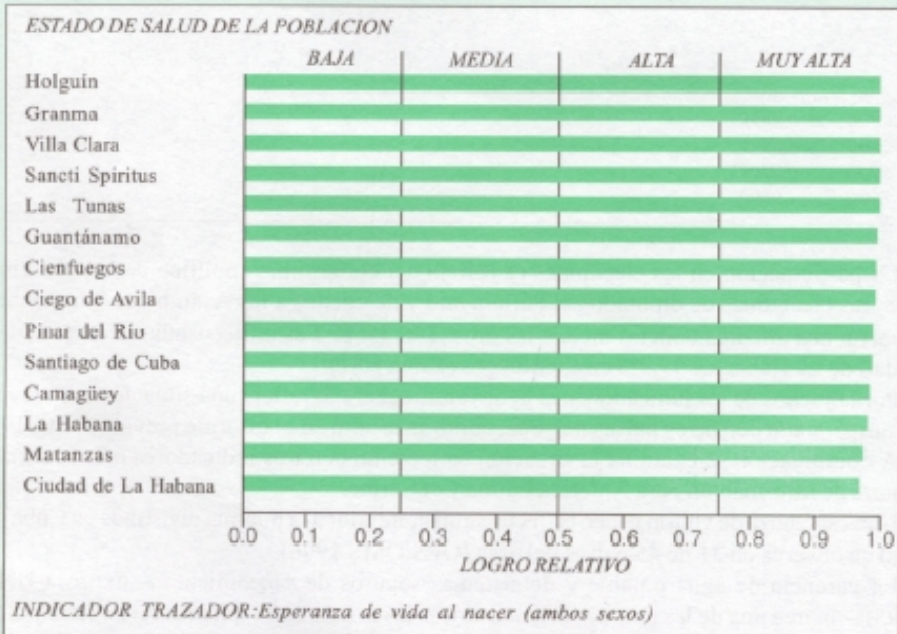 ESTADO DE SALUD DE LA POBLACION
BAJA MEDIA ALTA MUY ALTA
Holguín
Granma
Villa Clara
Sancti Spiritus
Las Tunas
Guantánamo
Cienfuegos
Ciego de Avila
Pinar del Río
Santiago de Cuba
Camagüey
La Habana
Matanzas
Ciudad de La Habana
0.0 0.1 0.2 0.3 0.4 0.5 0.6 0.7 0.8 0.9 1.0
LOGRO RELATIVO
INDICADOR TRAZADOR:Esperanza de vida al nacer (ambos sexos)